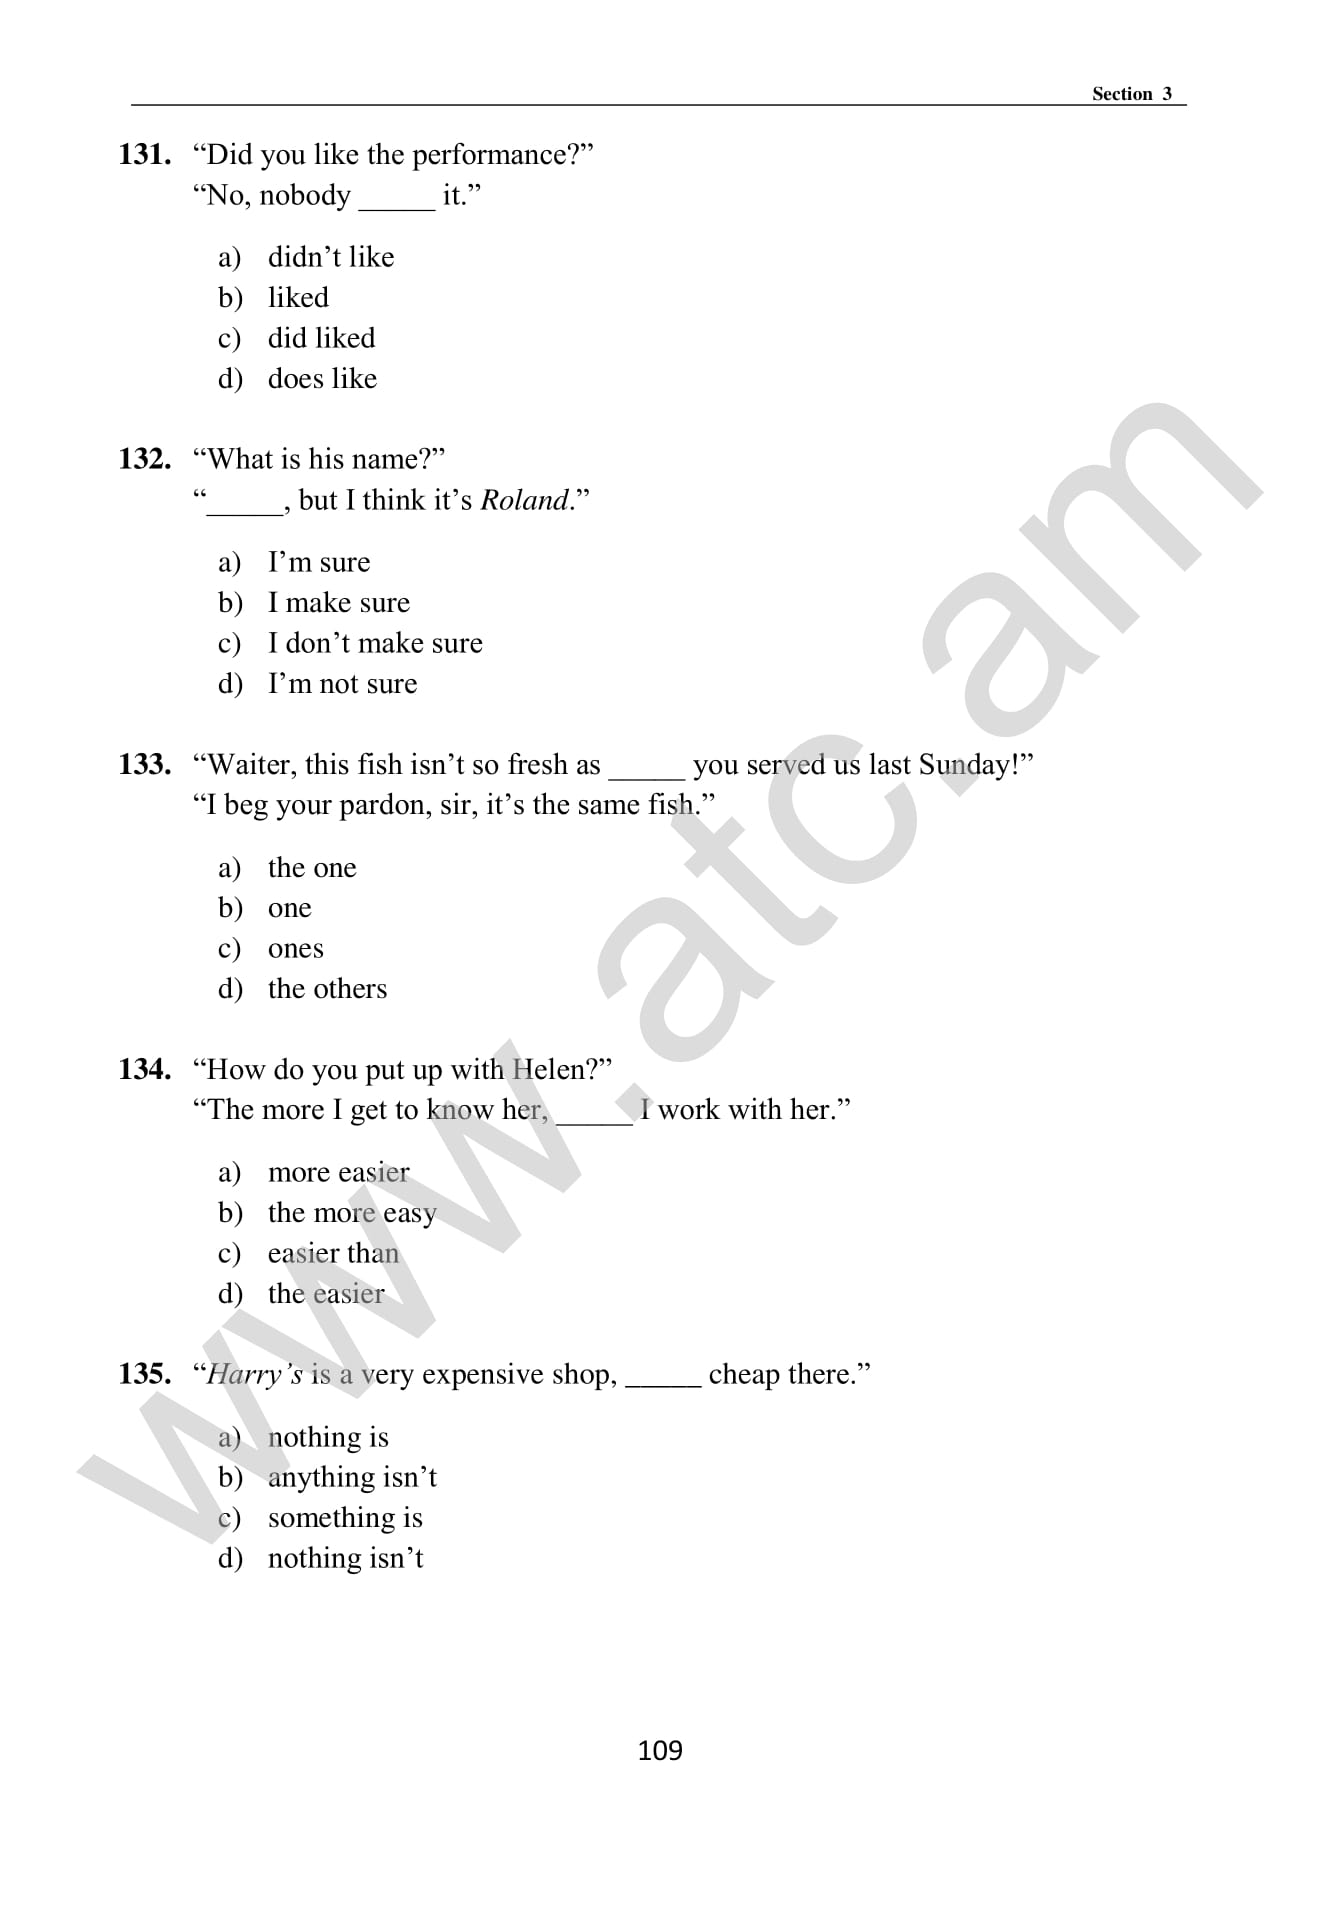 Section 3
131. “Did you like the performance?”
“No, nobody _____ it.”
a) didn’t like
b) liked
c) did liked
d) does like
132. “What is his name?”
“_____, but I think it’s Roland.”
a) I’m sure
b) I make sure
c) I don’t make sure
d) I’m not sure
133. “Waiter, this fish isn’t so fresh as _____ you served us last Sunday!”
“I beg your pardon, sir, it’s the same fish.”
a) the one
b) one
c) ones
d) the others
134. “How do you put up with Helen?”
“The more I get to know her, _____ I work with her.”
a) more easier
b) the more easy
c) easier than
d) the easier
135. “Harry’s is a very expensive shop, _____ cheap there.”
a) nothing is
b) anything isn’t
c) something is
d) nothing isn’t
109
www.atc.am